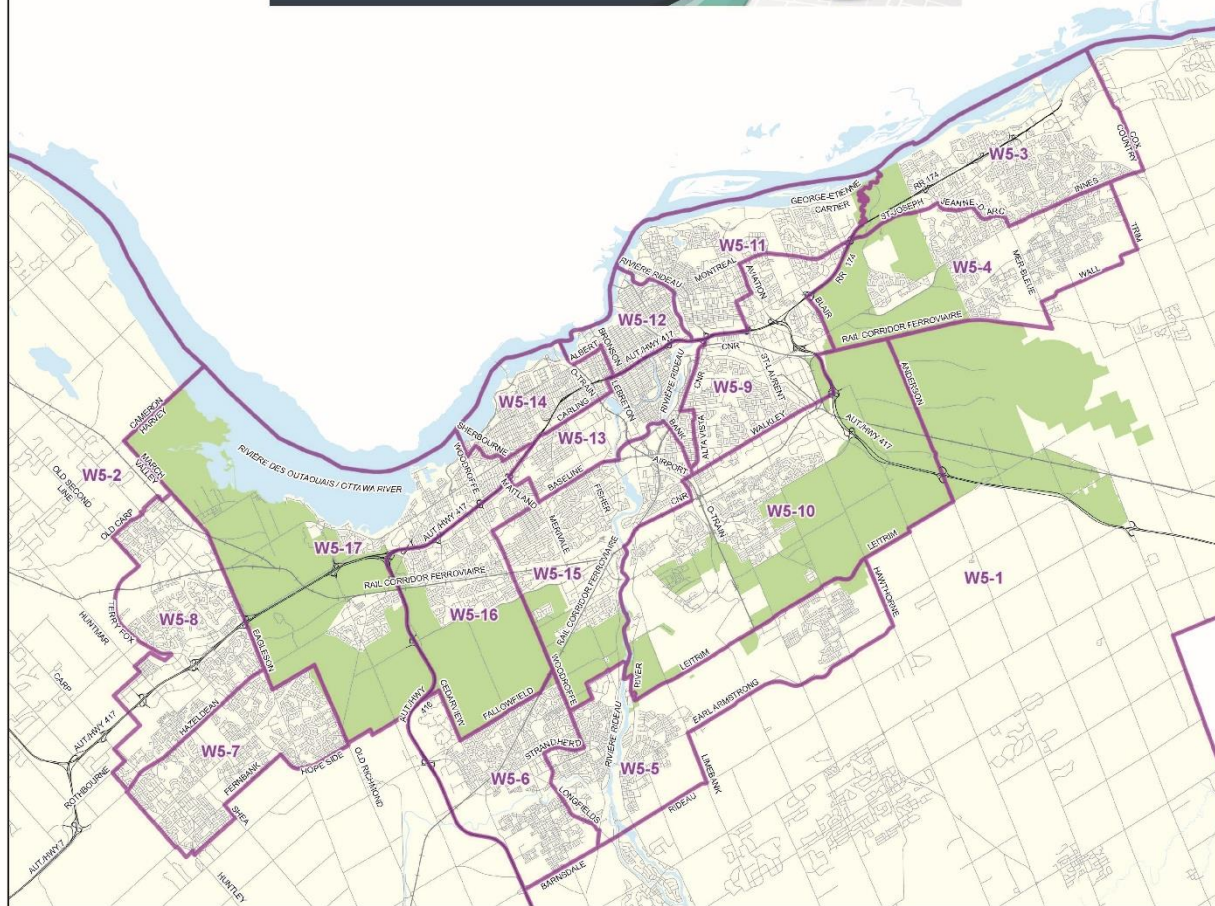 W5-3
COX COUNTRY
GEORGE-ETIENNE CARTIER
RR 174
ST-JOSEPH
JEANNE-D'ARC
INNES
W5-11
RIVIÈRE RIDEAU
MONTREAL
AVIATION
RR 174
BLAIR
W5-4
MER-BLEUE
TRIM
WALL
RAIL CORRIDOR FERROVIAIRE
W5-12
ALBERT
BRONSON
AUT./HWY 417
O-TRAIN
LEBRETON
RIVIÈRE RIDEAU
CNR
CNR
ST-LAURENT
W5-9
ANDERSON
W5-14
CARLING
SHERBOURNE
WOODROFFE
W5-13
BANK
ALTA VISTA
WALKLEY
AUT./HWY 417
CAMERON HARVEY
MARCH VALLEY
W5-2
OLD SECOND LINE
RIVIÈRE DES OUTAOUAIS / OTTAWA RIVER
MAITLAND
BASELINE
FISHER
AIRPORT
CNR
O-TRAIN
W5-10
OLD CARP
AUT./HWY 417
MERIVALE
W5-17
RAIL CORRIDOR FERROVIAIRE
W5-15
RAIL CORRIDOR FERROVIAIRE
LEITRIM
W5-1
HAWTHORNE
TERRY FOX
W5-8
HUNTMAR
EAGLESON
W5-16
CARP
AUT./HWY 416
CEDARVIEW
FALLOWFIELD
WOODROFFE
RIVER
LEITRIM
EARL ARMSTRONG
HAZELDEAN
AUT./HWY 417
W5-7
FERNBANK
HOPE SIDE
OLD RICHMOND
STRANDHERD
RIVIÈRE RIDEAU
W5-5
LIMEBANK
W5-6
ROTHBOURNE
SHEA
LONGFIELDS
RIDEAU
AUT./HWY 7
HUNTLEY
BARNSDALE